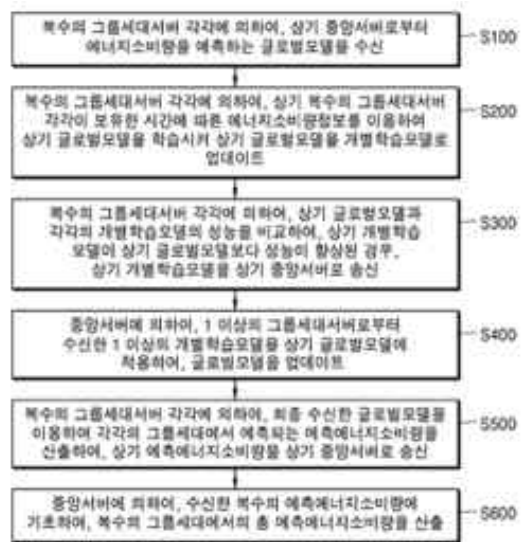 복수의 그룹세대서버 각각에 의하여, 상기 중앙서버로부터
에너지소비량을 예측하는 글로벌모델을 수신
S100
복수의 그룹세대서버 각각에 의하여, 상기 복수의 그룹세대서버
각각이 보유한 시간에 따른 에너지소비량정보를 이용하여
상기 글로벌모델을 학습시켜 상기 글로벌모델을 개별학습모델로
업데이트
S200
복수의 그룹세대서버 각각에 의하여, 상기 글로벌모델과
각각의 개별학습모델의 성능을 비교하여, 상기 개별학습
모델이 상기 글로벌모델보다 성능이 향상된 경우,
상기 개별학습모델을 상기 중앙서버로 송신
S300
중앙서버에 의하여, 1 이상의 그룹세대서버로부터
수신한 1 이상의 개별학습모델을 상기 글로벌모델에
적용하여, 글로벌모델을 업데이트
S400
복수의 그룹세대서버 각각에 의하여, 최종 수신한 글로벌모델을
이용하여 각각의 그룹세대에서 예측되는 예측에너지소비량을
산출하여, 상기 예측에너지소비량을 상기 중앙서버로 송신
S500
중앙서버에 의하여, 수신한 복수의 예측에너지소비량에
기초하여, 복수의 그룹세대에서의 총 예측에너지소비량을 산출
S600